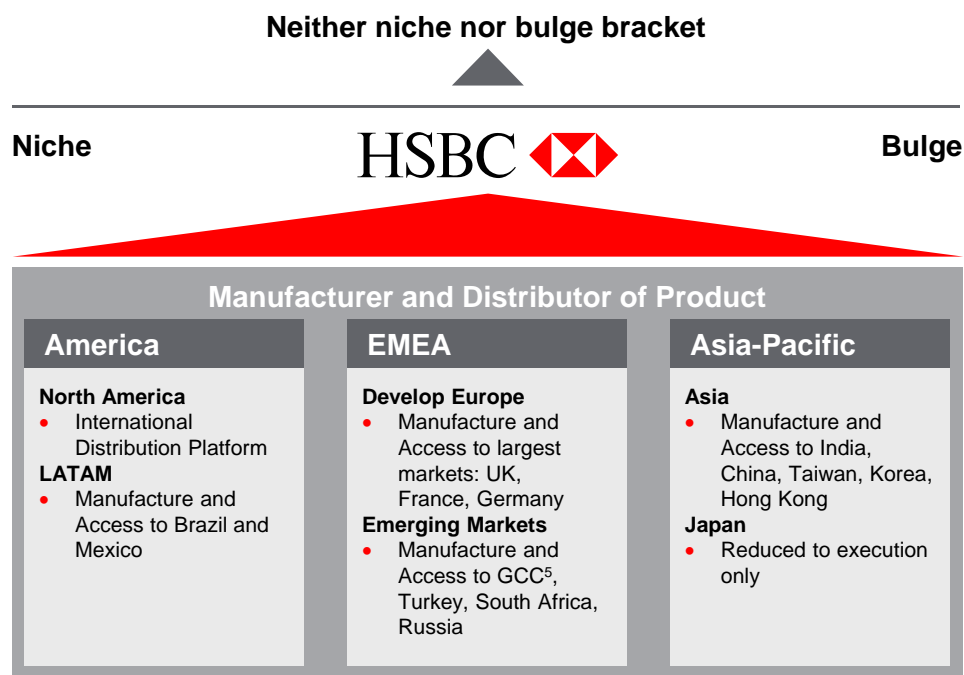 Neither niche nor bulge bracket
Niche
HSBC
Bulge
Manufacturer and Distributor of Product
America
North America
• International
Distribution Platform
LATAM
• Manufacture and
Access to Brazil and
Mexico
EMEA
Develop Europe
• Manufacture and
Access to largest
markets: UK,
France, Germany
Emerging Markets
• Manufacture and
Access to GCC⁵,
Turkey, South Africa,
Russia
Asia-Pacific
Asia
• Manufacture and
Access to India,
China, Taiwan, Korea,
Hong Kong
Japan
• Reduced to execution
only